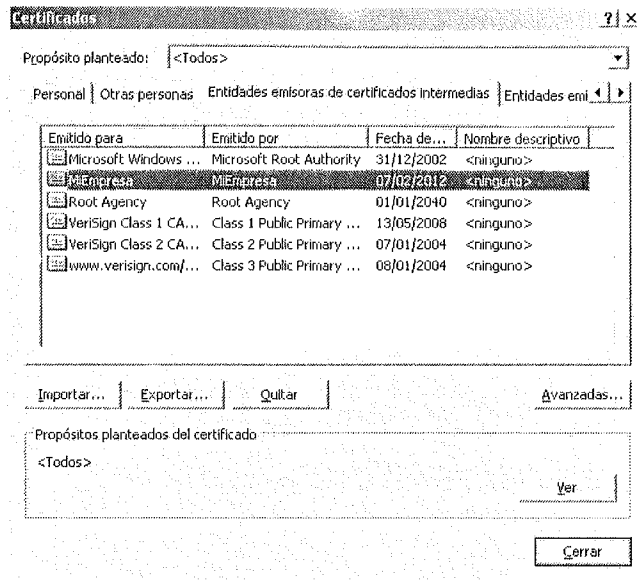 Certificados
Propósito planteado: <Todos>
Personal Otras personas Entidades emisoras de certificados intermedias Entidades emi
Emitido para Emitido por Fecha de... Nombre descriptivo
Microsoft Windows ... Microsoft Root Authority 31/12/2002 <ninguno>
MiEmpresa MiEmpresa 07/02/2012 <ninguno>
Root Agency Root Agency 01/01/2040 <ninguno>
VeriSign Class 1 CA... Class 1 Public Primary ... 13/05/2008 <ninguno>
VeriSign Class 2 CA... Class 2 Public Primary ... 07/01/2004 <ninguno>
www.verisign.com/... Class 3 Public Primary ... 08/01/2004 <ninguno>
Importar... Exportar... Quitar Avanzadas...
Propósitos planteados del certificado
<Todos>
Ver
Cerrar